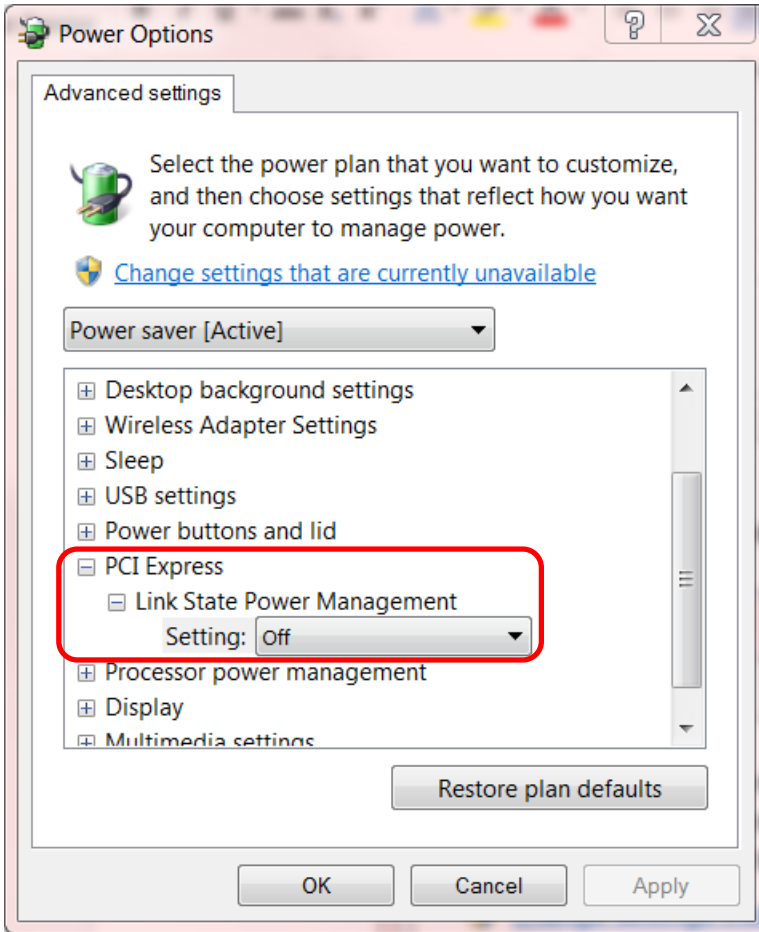 Power Options
Advanced settings
Select the power plan that you want to customize,
and then choose settings that reflect how you want
your computer to manage power.
Change settings that are currently unavailable
Power saver [Active]
Desktop background settings
Wireless Adapter Settings
Sleep
USB settings
Power buttons and lid
PCI Express
Link State Power Management
Setting: Off
Processor power management
Display
Multimedia settings
Restore plan defaults
OK Cancel Apply